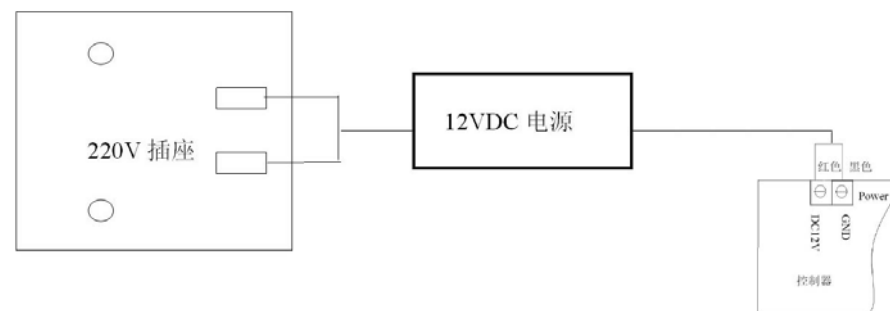 220V 插座
12VDC 电源
红色 黑色
Power
DC12V
GND
控制器